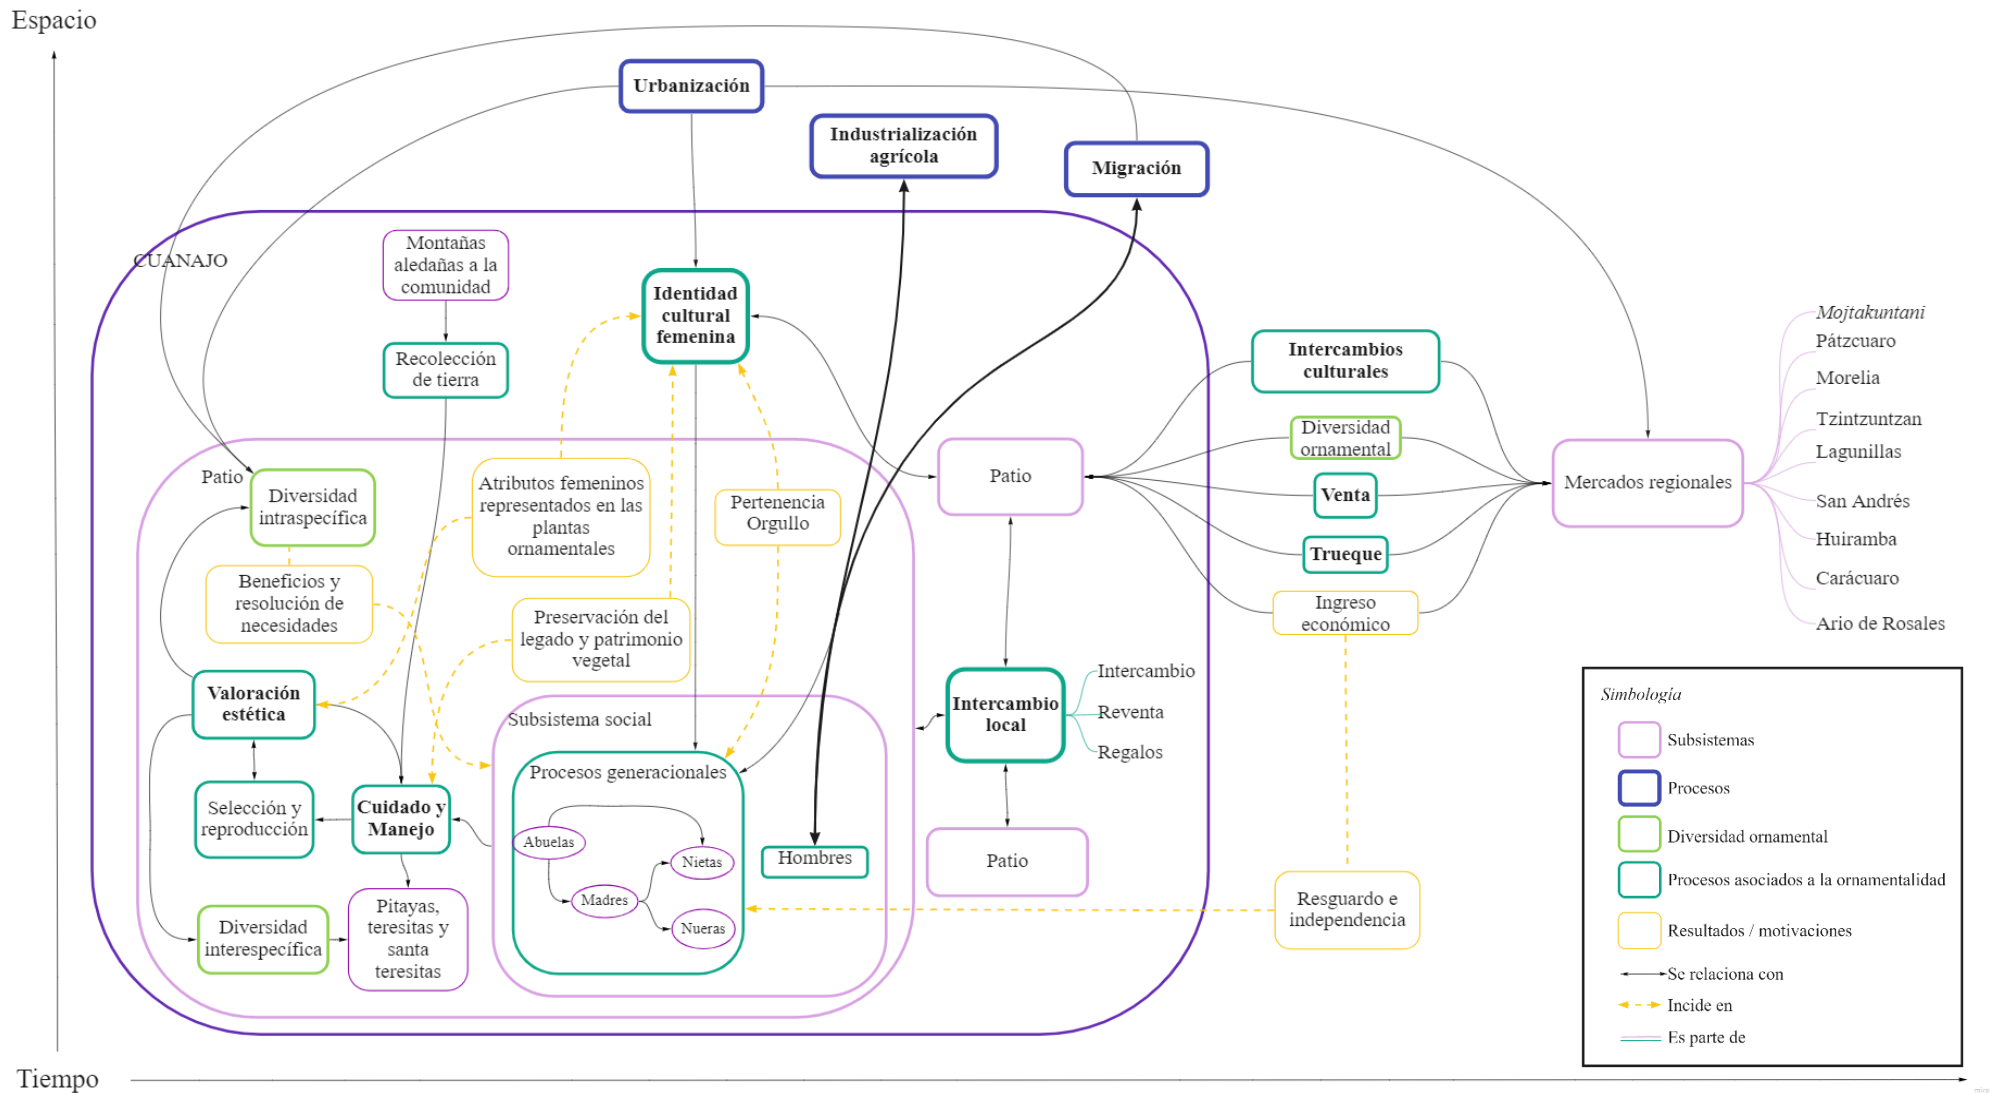 Espacio
Urbanización
Industrialización
agrícola
Migración
CUANAJO
Montañas
aledañas a la
comunidad
Identidad
cultural
femenina
Recolección
de tierra
Intercambios
culturales
Diversidad
ornamental
Venta
Trueque
Ingreso
económico
Mercados regionales
Mojtakuntani
Pátzcuaro
Morelia
Tzintzuntzan
Lagunillas
San Andrés
Huiramba
Carácuaro
Ario de Rosales
Patio
Diversidad
intraspecífica
Atributos femeninos
representados en las
plantas
ornamentales
Pertenencia
Orgullo
Patio
Beneficios y
resolución de
necesidades
Preservación del
legado y patrimonio
vegetal
Valoración
estética
Subsistema social
Intercambio
local
Intercambio
Reventa
Regalos
Procesos generacionales
Selección y
reproducción
Cuidado y
Manejo
Abuelas
Nietas
Madres
Nueras
Hombres
Patio
Diversidad
interespecífica
Pitayas,
teresitas y
santa
teresitas
Resguardo e
independencia
Simbología
Subsistemas
Procesos
Diversidad ornamental
Procesos asociados a la ornamentalidad
Resultados / motivaciones
Se relaciona con
Incide en
Es parte de
Tiempo
miro